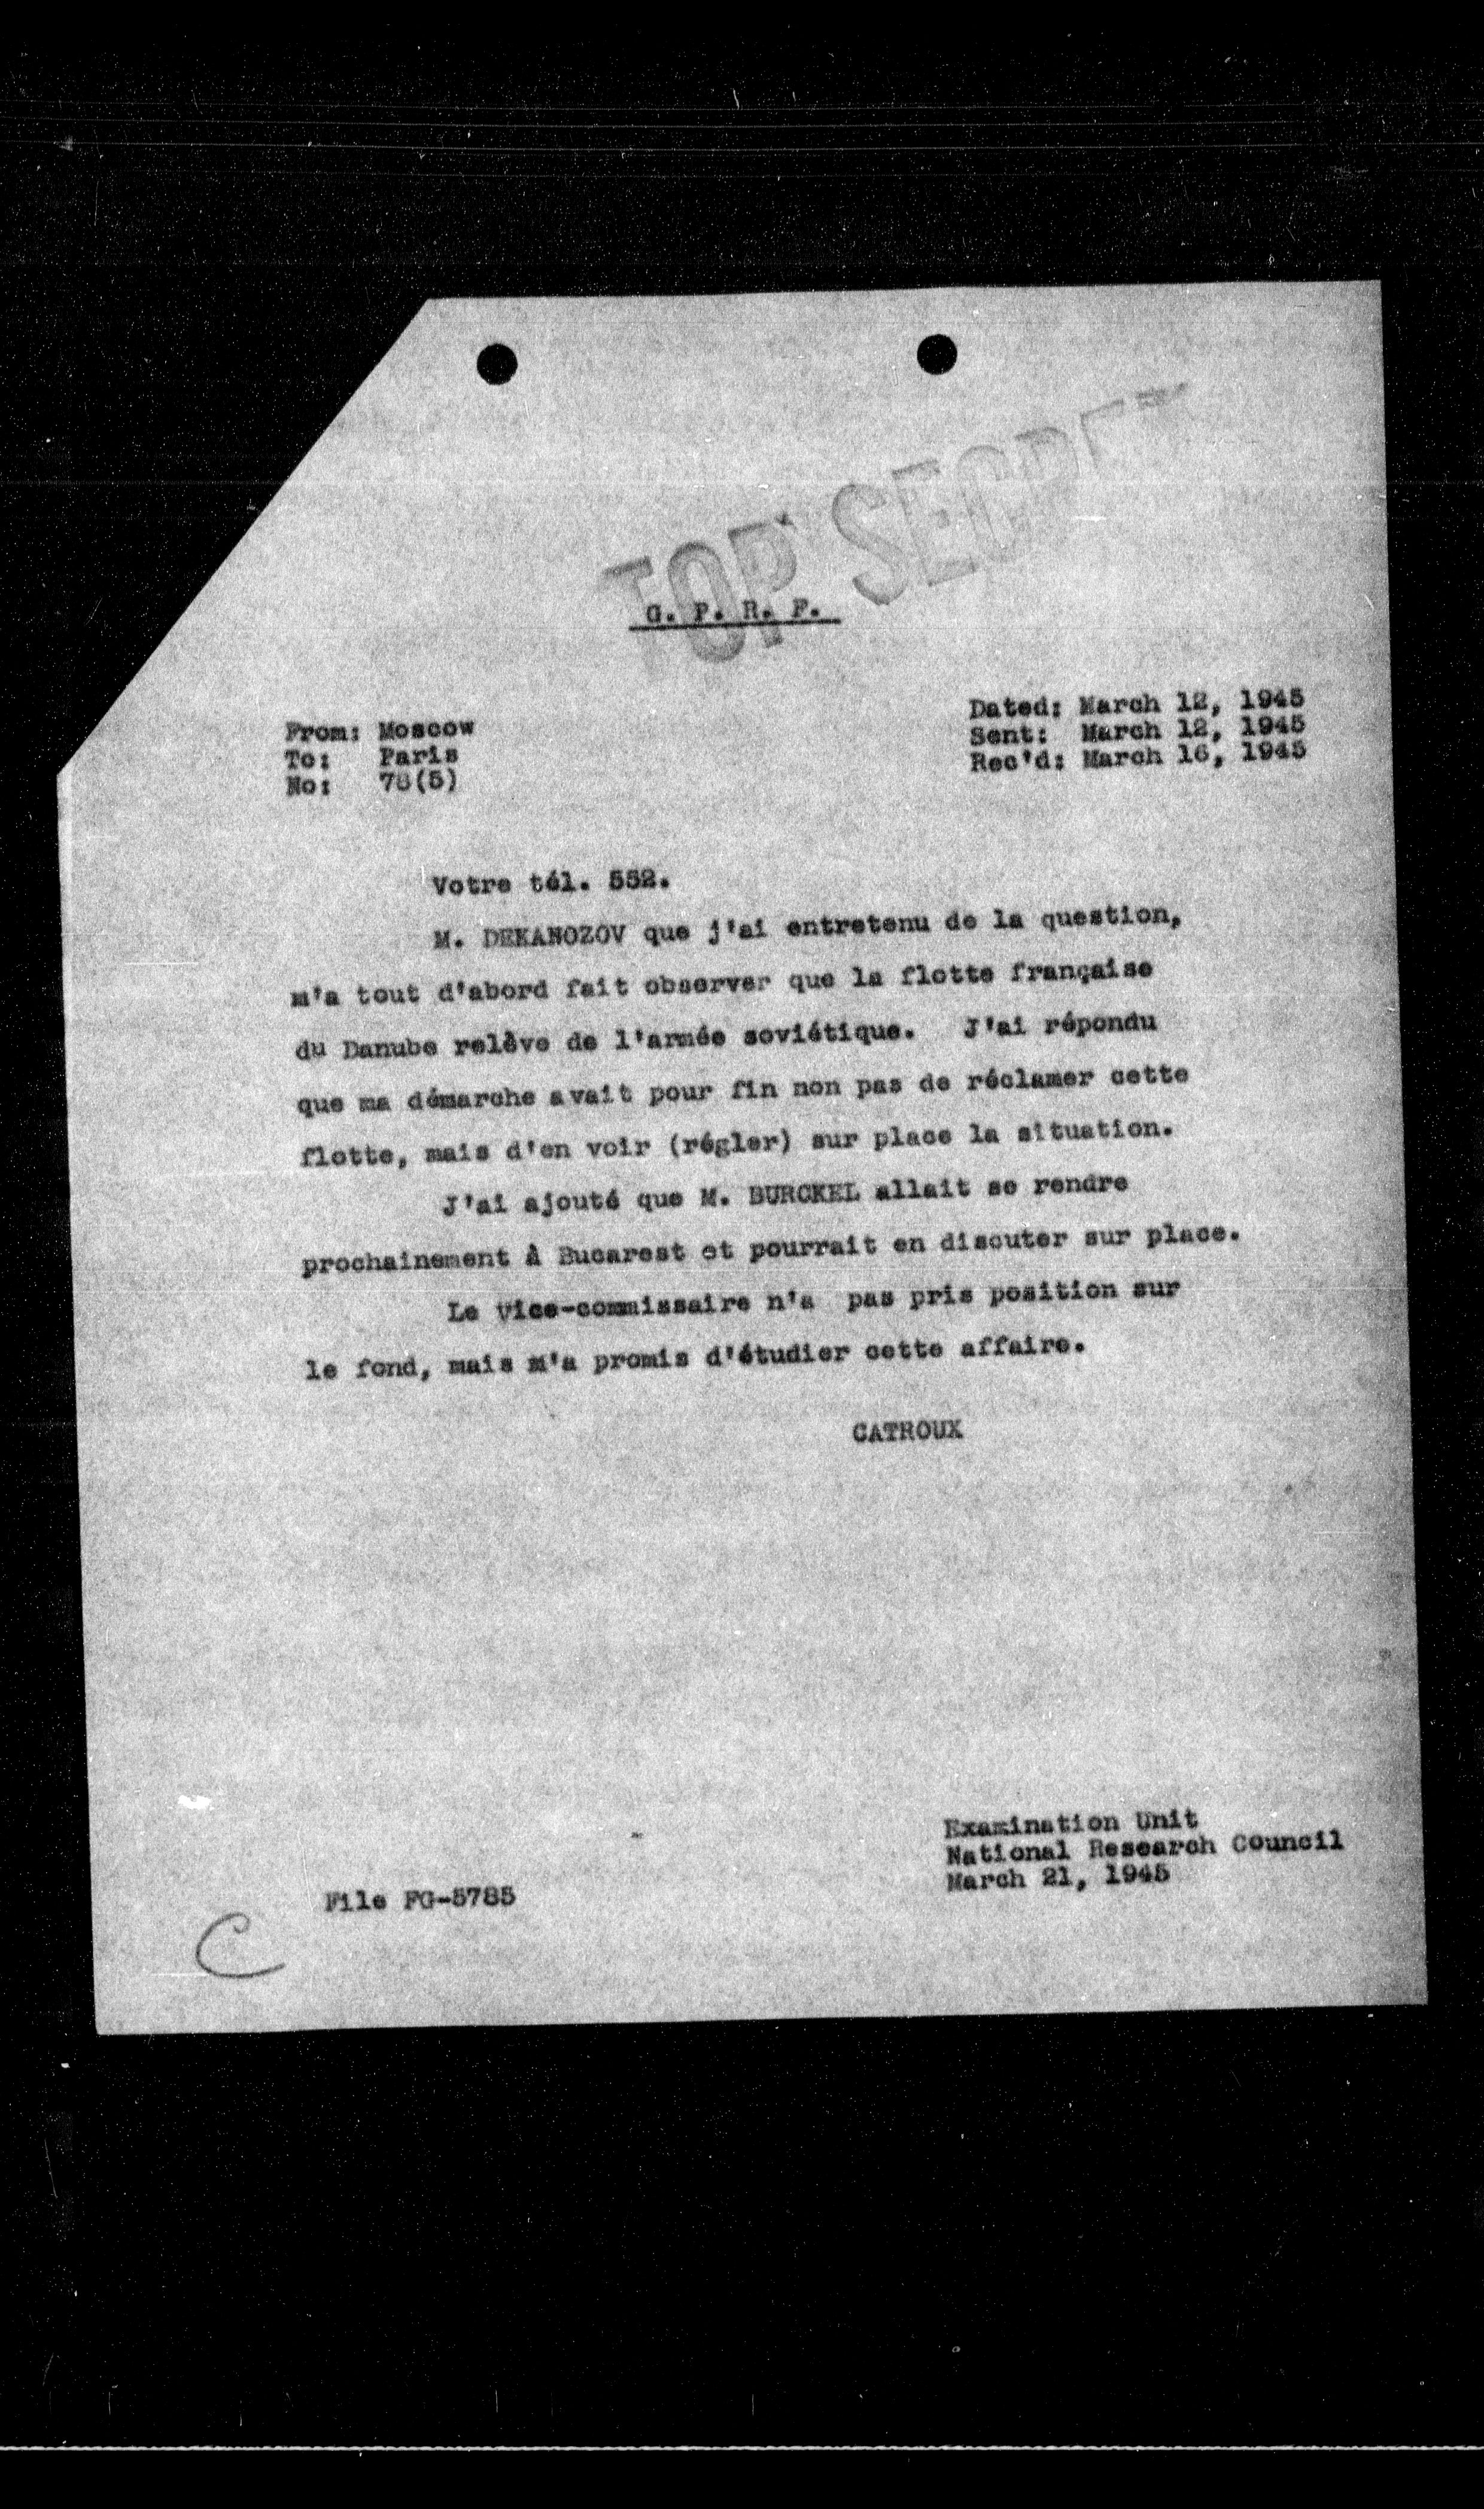 TOP SECRET
G. P. R. F.
From: Moscow
To: Paris
No: 78(5)
Dated: March 12, 1945
Sent: March 12, 1945
Rec'd: March 16, 1945
Votre tél. 552.
M. DEKANOZOV que j'ai entretenu de la question,
m'a tout d'abord fait observer que la flotte française
du Danube relève de l'armée soviétique. J'ai répondu
que ma démarche avait pour fin non pas de réclamer cette
flotte, mais d'en voir (régler) sur place la situation.
J'ai ajouté que M. BURCKEL allait se rendre
prochainement à Bucarest et pourrait en discuter sur place.
Le vice-commissaire n'a pas pris position sur
le fond, mais m'a promis d'étudier cette affaire.
CATROUX
Examination Unit
National Research Council
March 21, 1945
File FG-5785
C